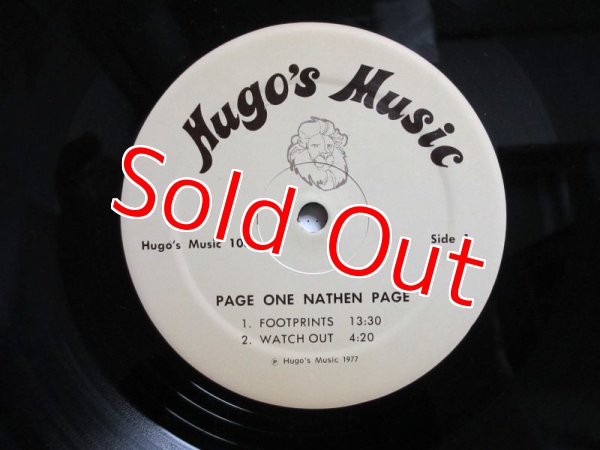 Hugo's Music
Sold Out
Hugo's Music 10
Side 1
PAGE ONE NATHEN PAGE
1. FOOTPRINTS 13:30
2. WATCH OUT 4:20
℗ Hugo's Music 1977